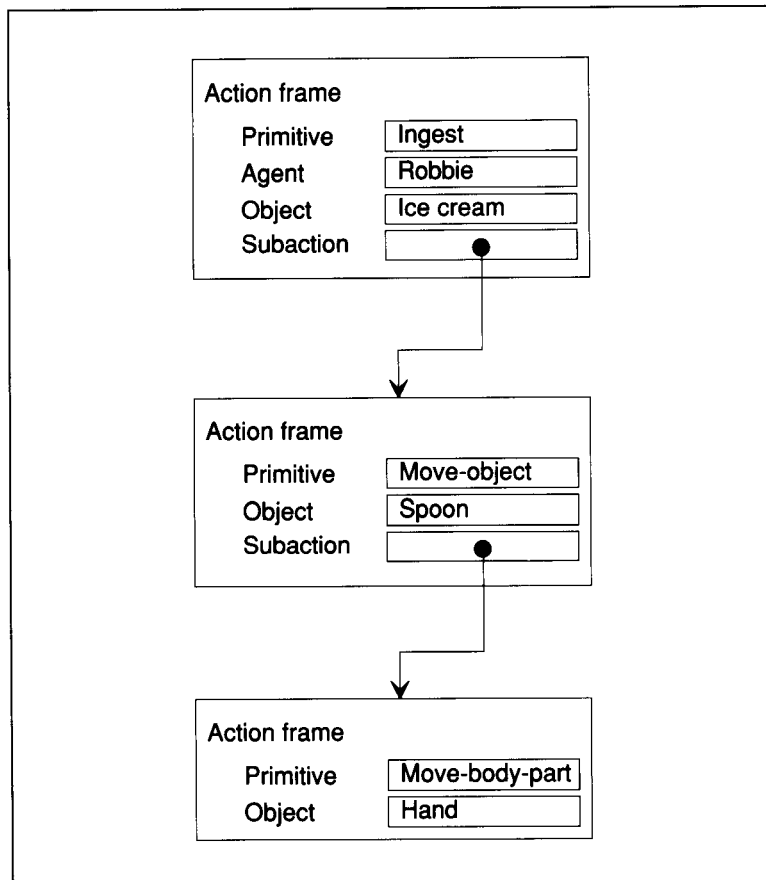 Action frame
Primitive Ingest
Agent Robbie
Object Ice cream
Subaction
Action frame
Primitive Move-object
Object Spoon
Subaction
Action frame
Primitive Move-body-part
Object Hand